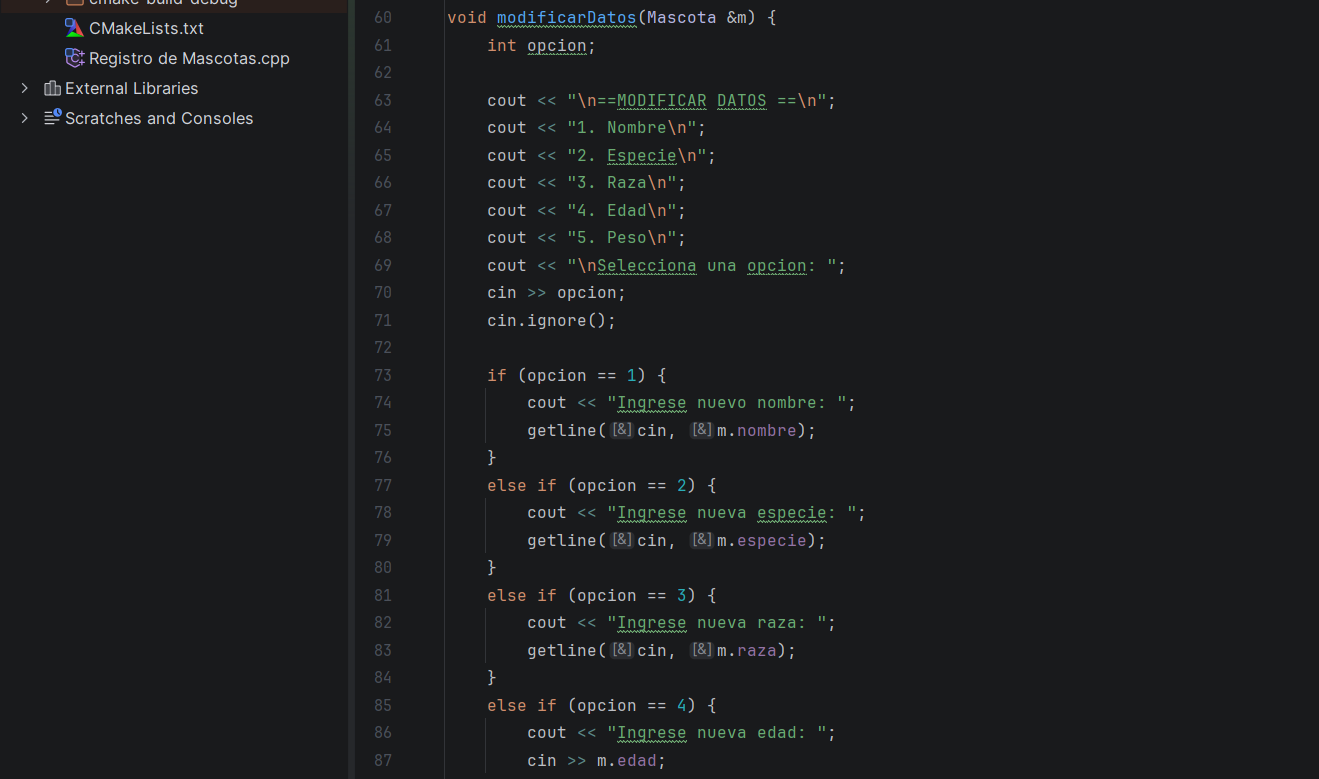 cmake-build-debug
CMakeLists.txt
Registro de Mascotas.cpp
External Libraries
Scratches and Consoles
60 void modificarDatos(Mascota &m) {
61     int opcion;
62
63     cout << "\n==MODIFICAR DATOS ==\n";
64     cout << "1. Nombre\n";
65     cout << "2. Especie\n";
66     cout << "3. Raza\n";
67     cout << "4. Edad\n";
68     cout << "5. Peso\n";
69     cout << "\nSelecciona una opcion: ";
70     cin >> opcion;
71     cin.ignore();
72
73     if (opcion == 1) {
74         cout << "Ingrese nuevo nombre: ";
75         getline([&]cin, [&]m.nombre);
76     }
77     else if (opcion == 2) {
78         cout << "Ingrese nueva especie: ";
79         getline([&]cin, [&]m.especie);
80     }
81     else if (opcion == 3) {
82         cout << "Ingrese nueva raza: ";
83         getline([&]cin, [&]m.raza);
84     }
85     else if (opcion == 4) {
86         cout << "Ingrese nueva edad: ";
87         cin >> m.edad;